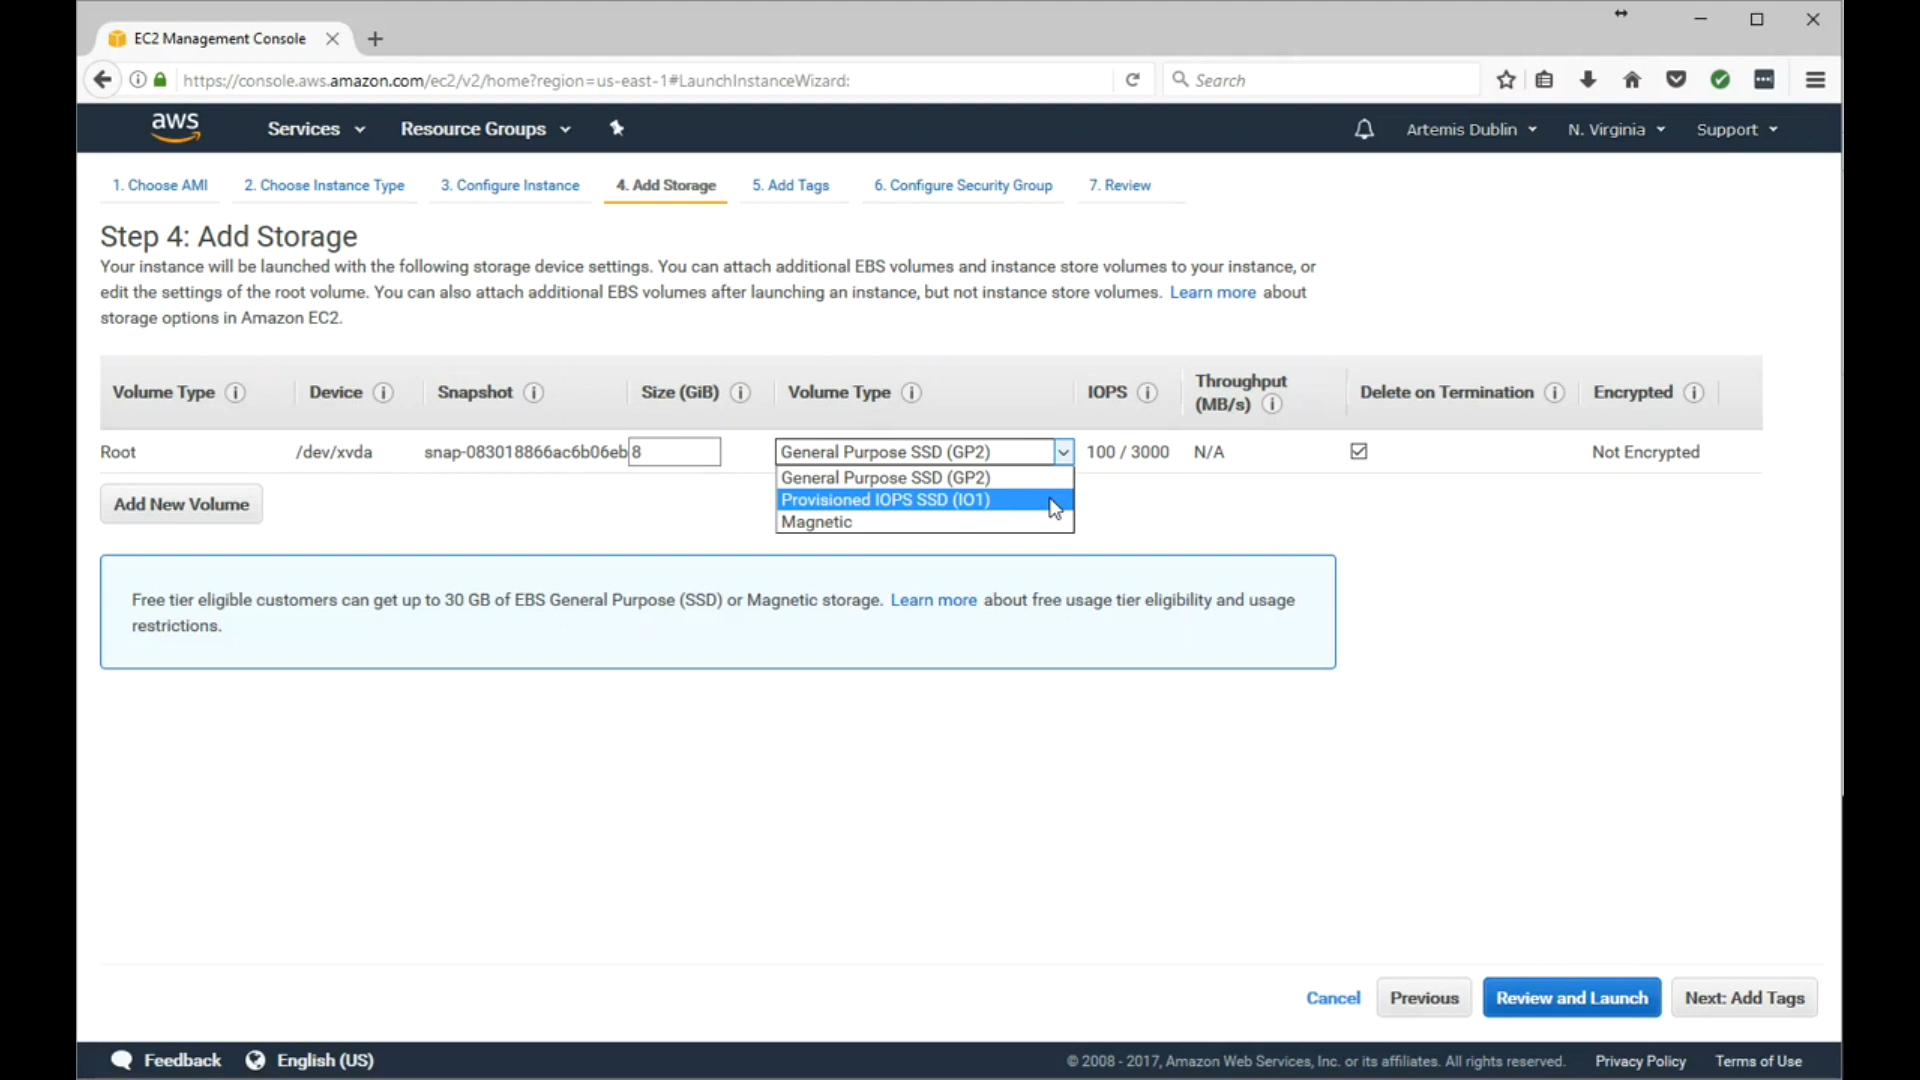 EC2 Management Console
https://console.aws.amazon.com/ec2/v2/home?region=us-east-1#LaunchInstanceWizard:
Search
aws
Services
Resource Groups
Artemis Dublin
N. Virginia
Support
1. Choose AMI
2. Choose Instance Type
3. Configure Instance
4. Add Storage
5. Add Tags
6. Configure Security Group
7. Review
Step 4: Add Storage
Your instance will be launched with the following storage device settings. You can attach additional EBS volumes and instance store volumes to your instance, or
edit the settings of the root volume. You can also attach additional EBS volumes after launching an instance, but not instance store volumes. Learn more about
storage options in Amazon EC2.
Volume Type
Device
Snapshot
Size (GiB)
Volume Type
IOPS
Throughput
(MB/s)
Delete on Termination
Encrypted
Root
/dev/xvda
snap-083018866ac6b06eb
8
General Purpose SSD (GP2)
100 / 3000
N/A
Not Encrypted
General Purpose SSD (GP2)
Provisioned IOPS SSD (IO1)
Magnetic
Add New Volume
Free tier eligible customers can get up to 30 GB of EBS General Purpose (SSD) or Magnetic storage. Learn more about free usage tier eligibility and usage
restrictions.
Cancel
Previous
Review and Launch
Next: Add Tags
Feedback
English (US)
© 2008 - 2017, Amazon Web Services, Inc. or its affiliates. All rights reserved.
Privacy Policy
Terms of Use